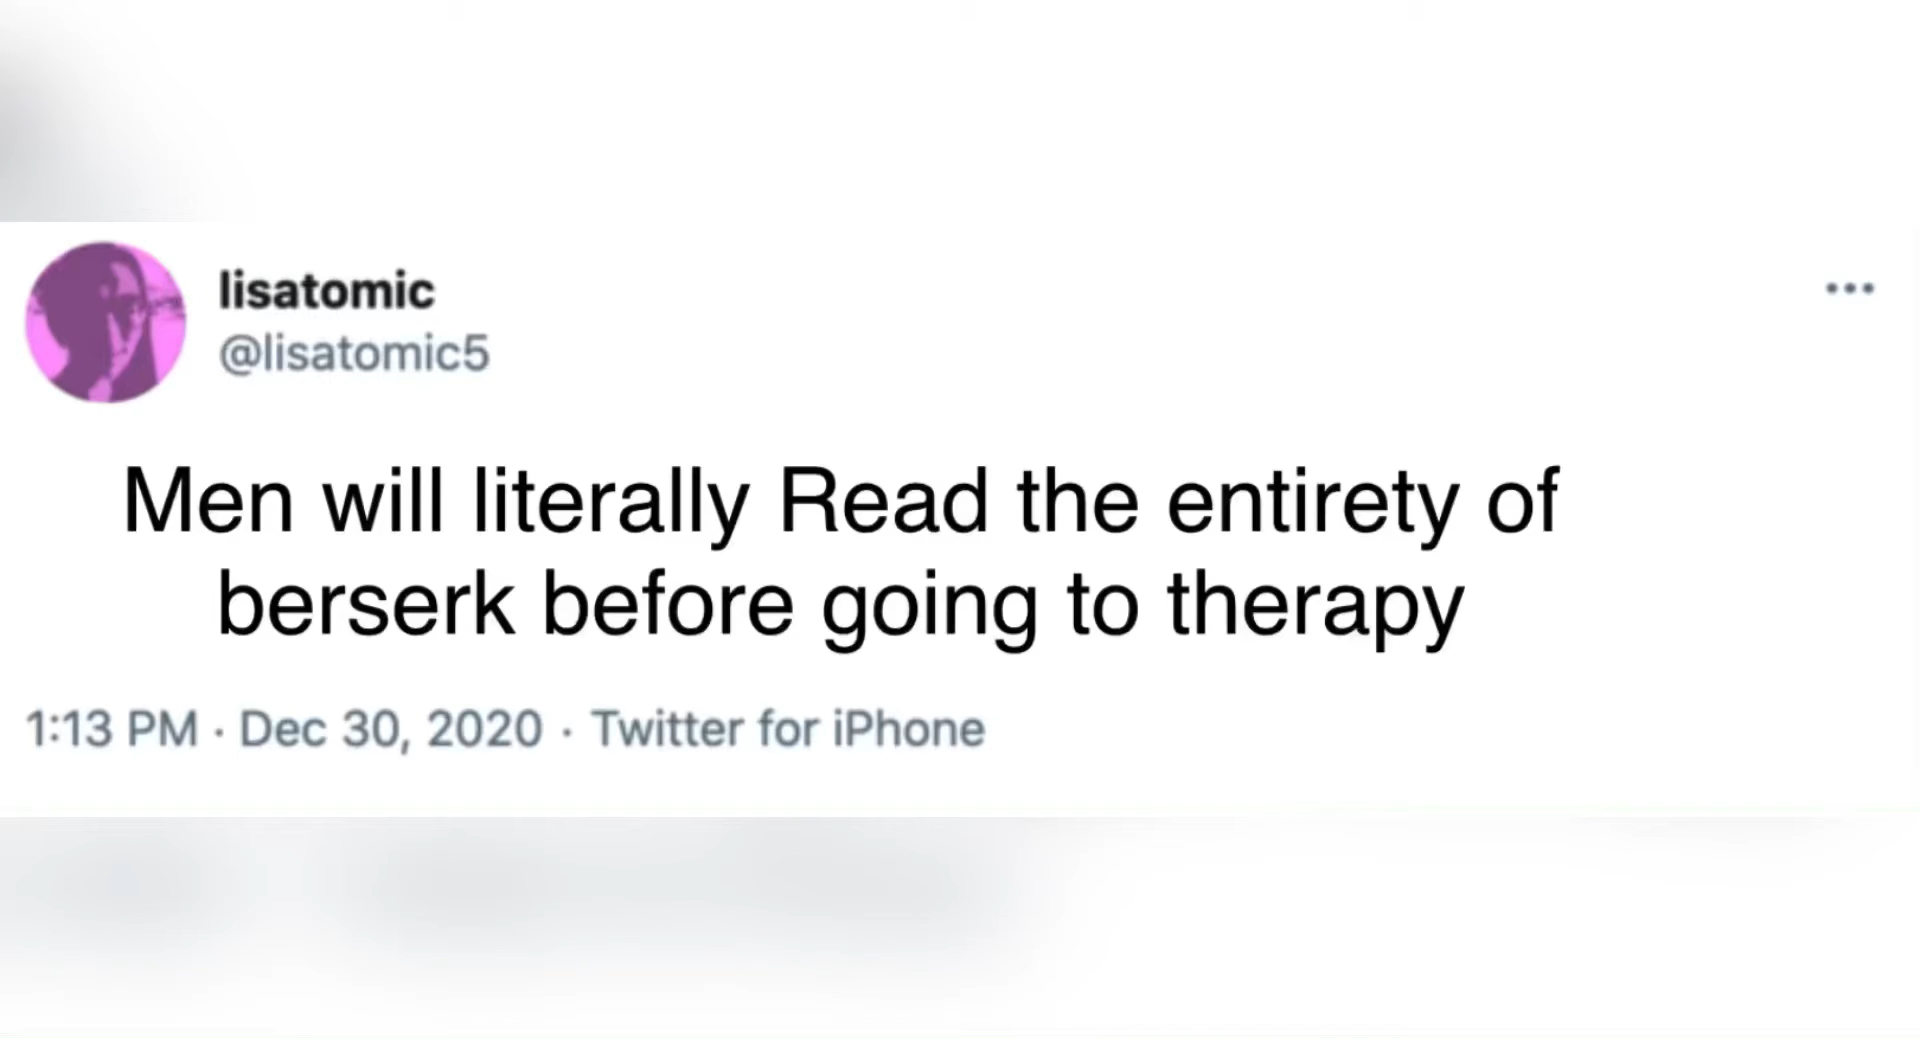 lisatomic
@lisatomic5
Men will literally Read the entirety of
berserk before going to therapy
1:13 PM · Dec 30, 2020 · Twitter for iPhone